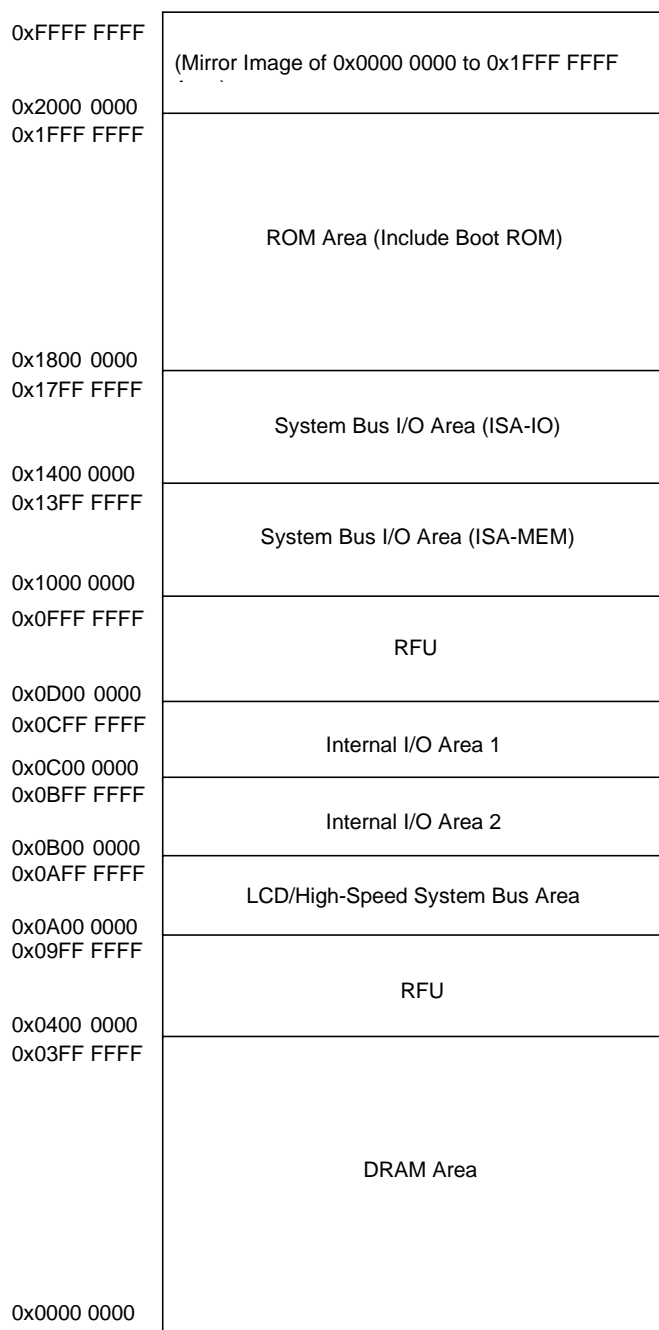 0xFFFF FFFF
(Mirror Image of 0x0000 0000 to 0x1FFF FFFF
0x2000 0000
0x1FFF FFFF
ROM Area (Include Boot ROM)
0x1800 0000
0x17FF FFFF
System Bus I/O Area (ISA-IO)
0x1400 0000
0x13FF FFFF
System Bus I/O Area (ISA-MEM)
0x1000 0000
0x0FFF FFFF
RFU
0x0D00 0000
0x0CFF FFFF
Internal I/O Area 1
0x0C00 0000
0x0BFF FFFF
Internal I/O Area 2
0x0B00 0000
0x0AFF FFFF
LCD/High-Speed System Bus Area
0x0A00 0000
0x09FF FFFF
RFU
0x0400 0000
0x03FF FFFF
DRAM Area
0x0000 0000